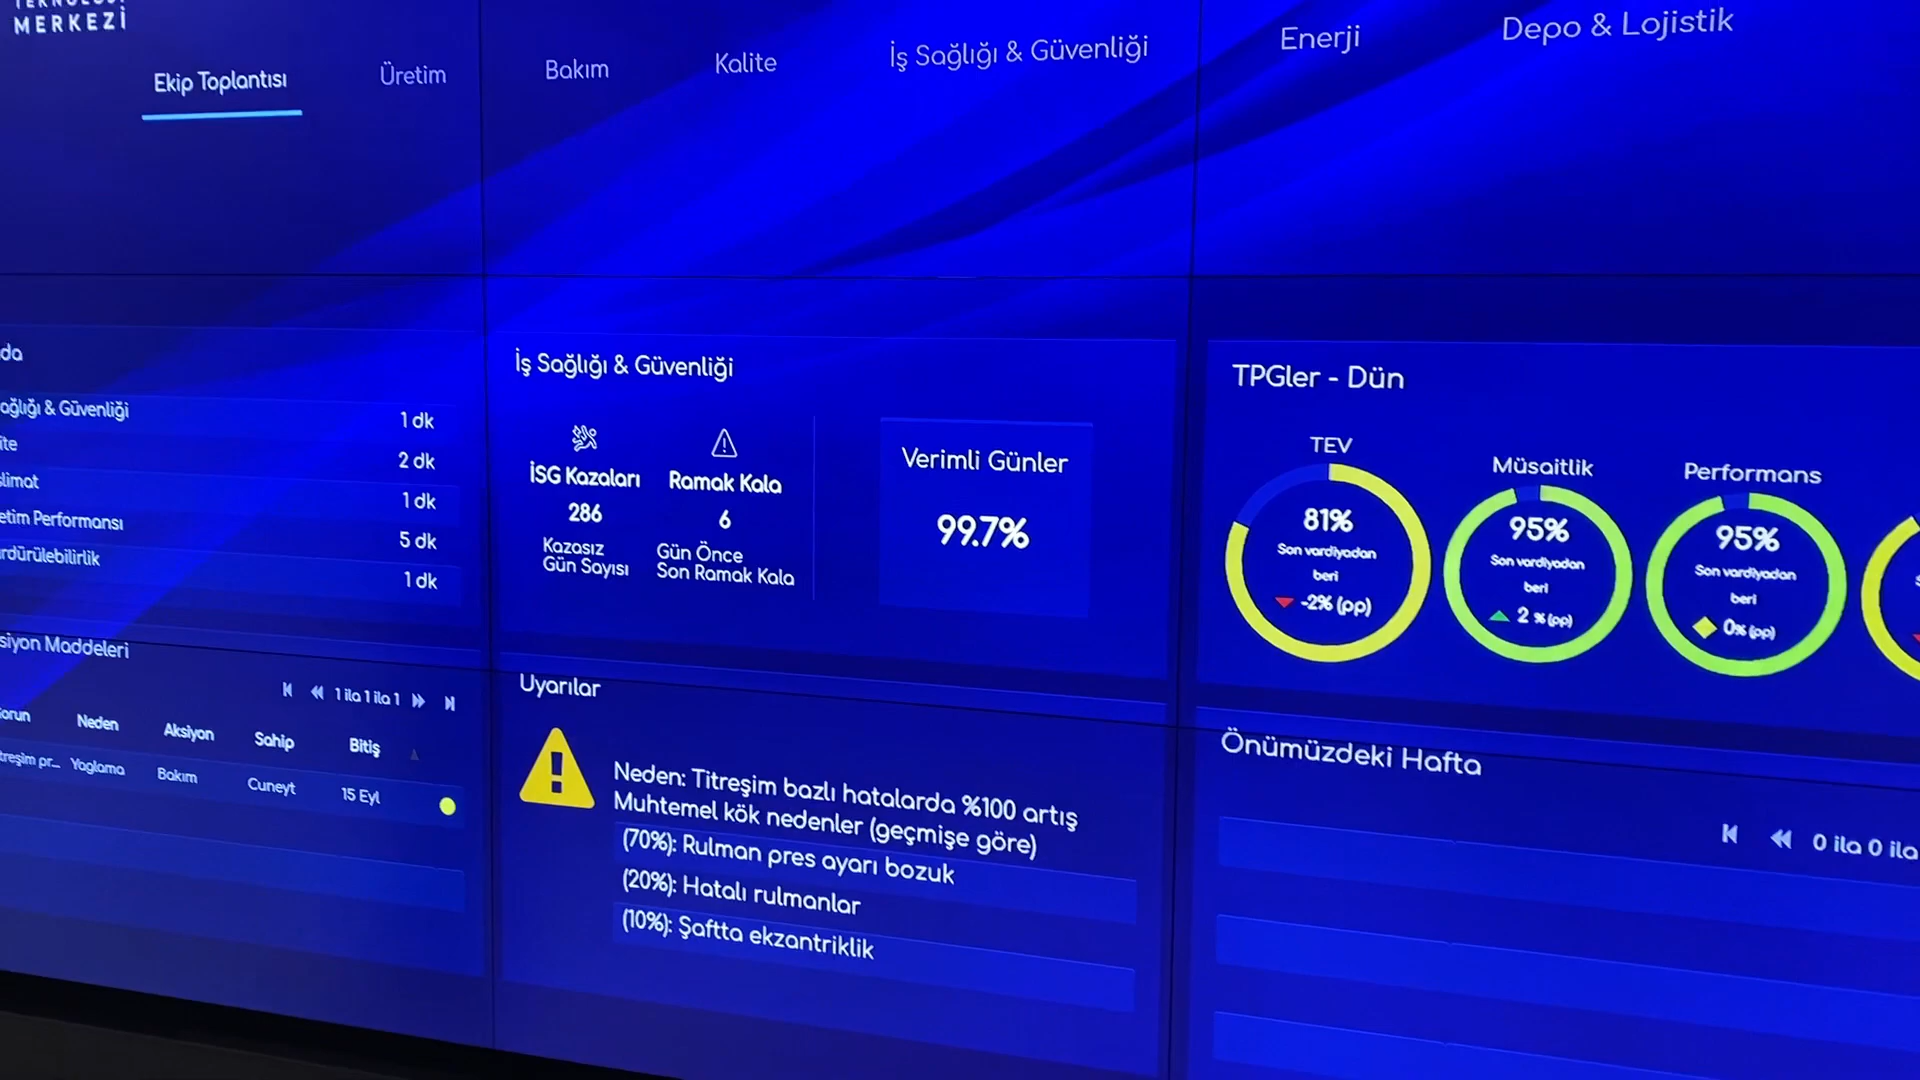 MERKEZİ
Ekip Toplantısı
Üretim
Bakım
Kalite
İş Sağlığı & Güvenliği
Enerji
Depo & Lojistik
ağlığı & Güvenliği
1 dk
ite
2 dk
limat
1 dk
etim Performansı
5 dk
rdürülebilirlik
1 dk
İş Sağlığı & Güvenliği
İSG Kazaları
286
Kazasız
Gün Sayısı
Ramak Kala
6
Gün Önce
Son Ramak Kala
Verimli Günler
99.7%
TPGler - Dün
TEV
81%
Son vardiyadan
beri
-2% (pp)
Müsaitlik
95%
Son vardiyadan
beri
2 % (pp)
Performans
95%
Son vardiyadan
beri
0% (pp)
siyon Maddeleri
1 ila 1 ila 1
orun
Neden
Aksiyon
Sahip
Bitiş
treşim pr...
Yaglama
Bakım
Cuneyt
15 Eyl
Uyarılar
Neden: Titreşim bazlı hatalarda %100 artış
Muhtemel kök nedenler (geçmişe göre)
(70%): Rulman pres ayarı bozuk
(20%): Hatalı rulmanlar
(10%): Şaftta ekzantriklik
Önümüzdeki Hafta
0 ila 0 ila